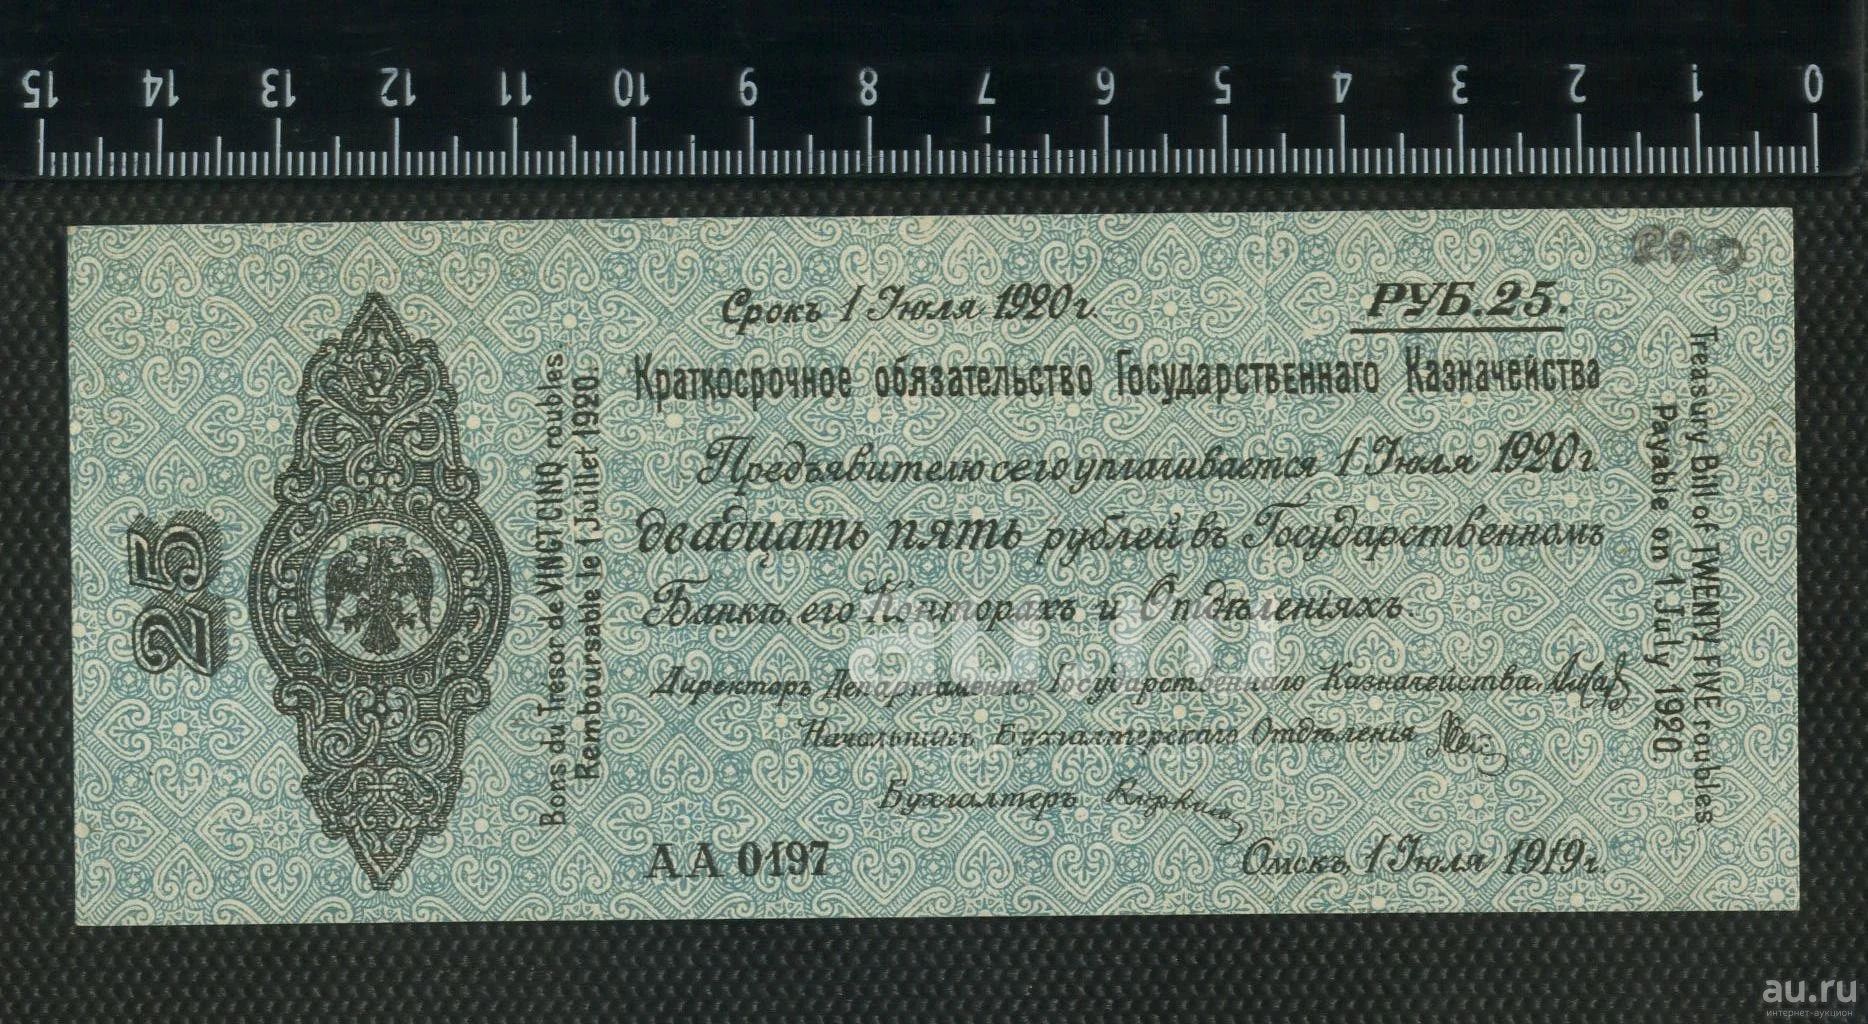 15 14 13 12 11 10 9 8 7 6 5 4 3 2 1 0
Срокъ 1 Іюля 1920 г.
РУБ. 25.
Краткосрочное обязательство Государственнаго Казначейства
Предъявителю сего уплачивается 1 Іюля 1920 г.
двадцать пять рублей въ Государственномъ
Банкѣ, его Конторахъ и Отдѣленіяхъ.
Директоръ Департамента Государственнаго Казначейства
Начальникъ Бухгалтерскаго Отдѣленія
Бухгалтеръ
АА 0197
Омскъ, 1 Іюля 1919 г.
25
Bons du Tresor de VINGT CINQ roubles.
Remboursable le 1 Juillet 1920.
Treasury Bill of TWENTY FIVE roubles.
Payable on 1 July 1920.
au.ru
au.ru
интернет-аукцион